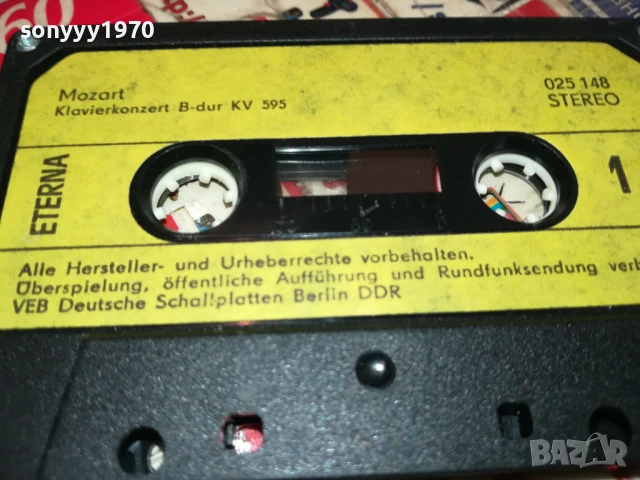 sonyyy1970
Mozart
Klavierkonzert B-dur KV 595
025 148
STEREO
ETERNA
1
Alle Hersteller- und Urheberrechte vorbehalten.
Überspielung, öffentliche Aufführung und Rundfunksendung verb
VEB Deutsche Schallplatten Berlin DDR
BAZAR